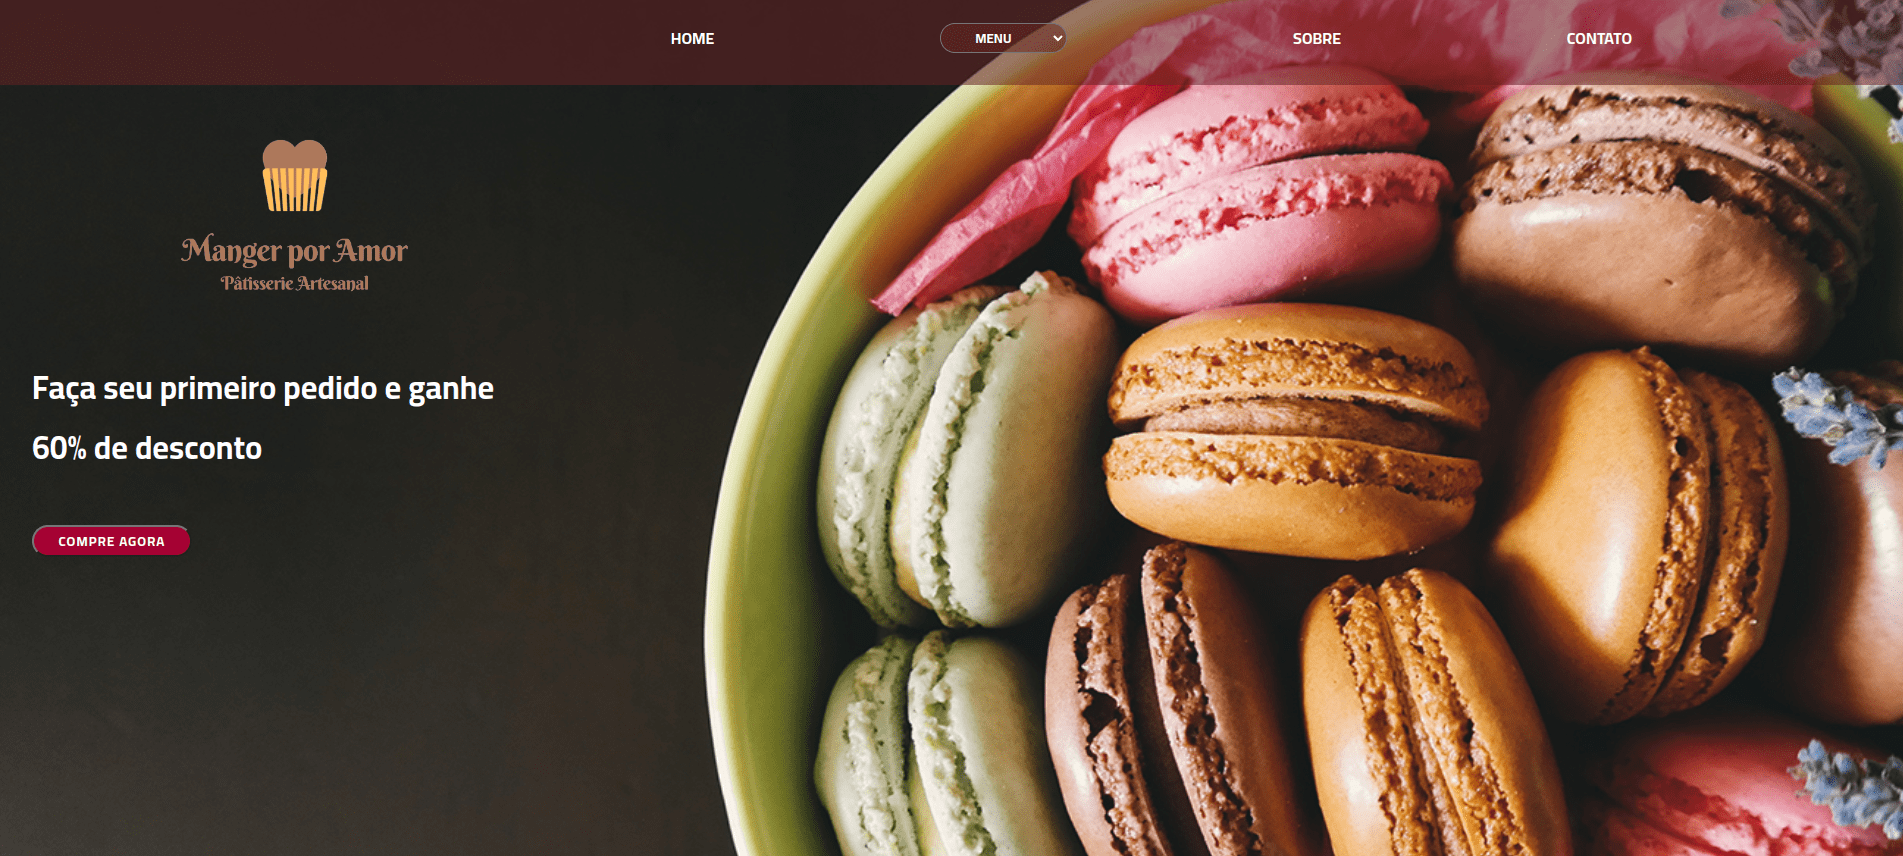 HOME
MENU
SOBRE
CONTATO
Manger por Amor
Pâtisserie Artesanal
Faça seu primeiro pedido e ganhe
60% de desconto
COMPRE AGORA